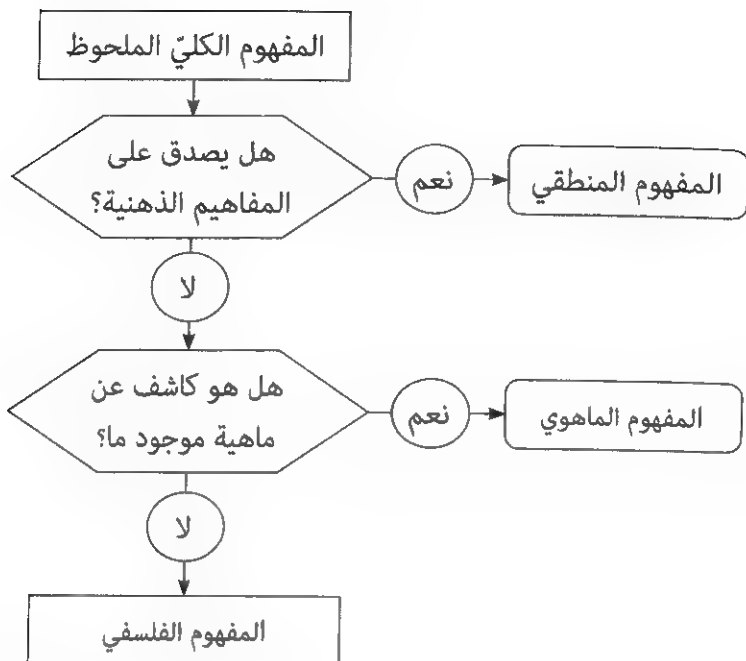 المفهوم الكليّ الملحوظ
هل يصدق على
المفاهيم الذهنية؟
نعم
المفهوم المنطقي
لا
هل هو كاشف عن
ماهية موجود ما؟
نعم
المفهوم الماهوي
لا
المفهوم الفلسفي